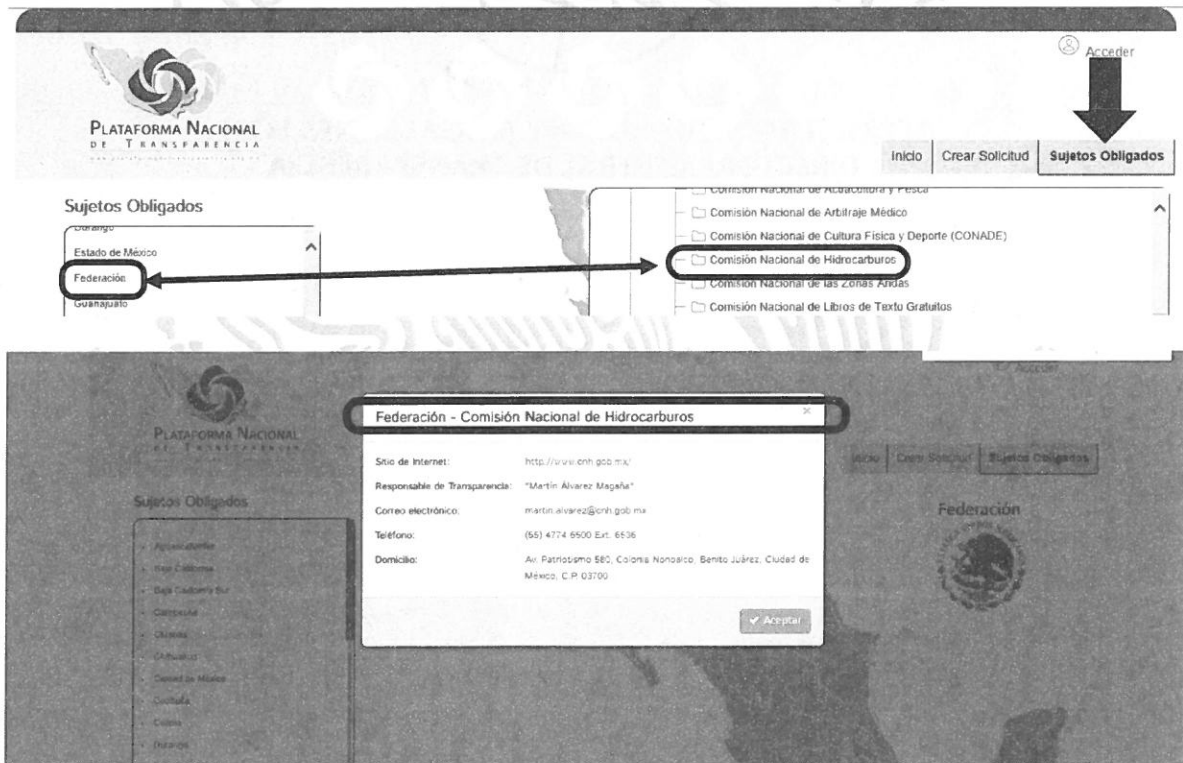 Acceder
PLATAFORMA NACIONAL
DE TRANSPARENCIA
Inicio
Crear Solicitud
Sujetos Obligados
Sujetos Obligados
Durango
Estado de México
Federación
Guanajuato
Comisión Nacional de Acuacultura y Pesca
Comisión Nacional de Arbitraje Médico
Comisión Nacional de Cultura Física y Deporte (CONADE)
Comisión Nacional de Hidrocarburos
Comisión Nacional de las Zonas Aridas
Comisión Nacional de Libros de Texto Gratuitos
Acceder
PLATAFORMA NACIONAL
DE TRANSPARENCIA
Inicio
Crear Solicitud
Sujetos Obligados
Federación - Comisión Nacional de Hidrocarburos
Sitio de Internet: http://www.cnh.gob.mx/
Responsable de Transparencia: "Martín Álvarez Magaña"
Correo electrónico: martin.alvarez@cnh.gob.mx
Teléfono: (55) 4774 6500 Ext. 6536
Domicilio: Av. Patriotismo 580, Colonia Nonoalco, Benito Juárez, Ciudad de
México, C.P. 03700
Aceptar
Sujetos Obligados
Aguascalientes
Baja California
Baja California Sur
Campeche
Chiapas
Chihuahua
Ciudad de México
Coahuila
Colima
Durango
Federación